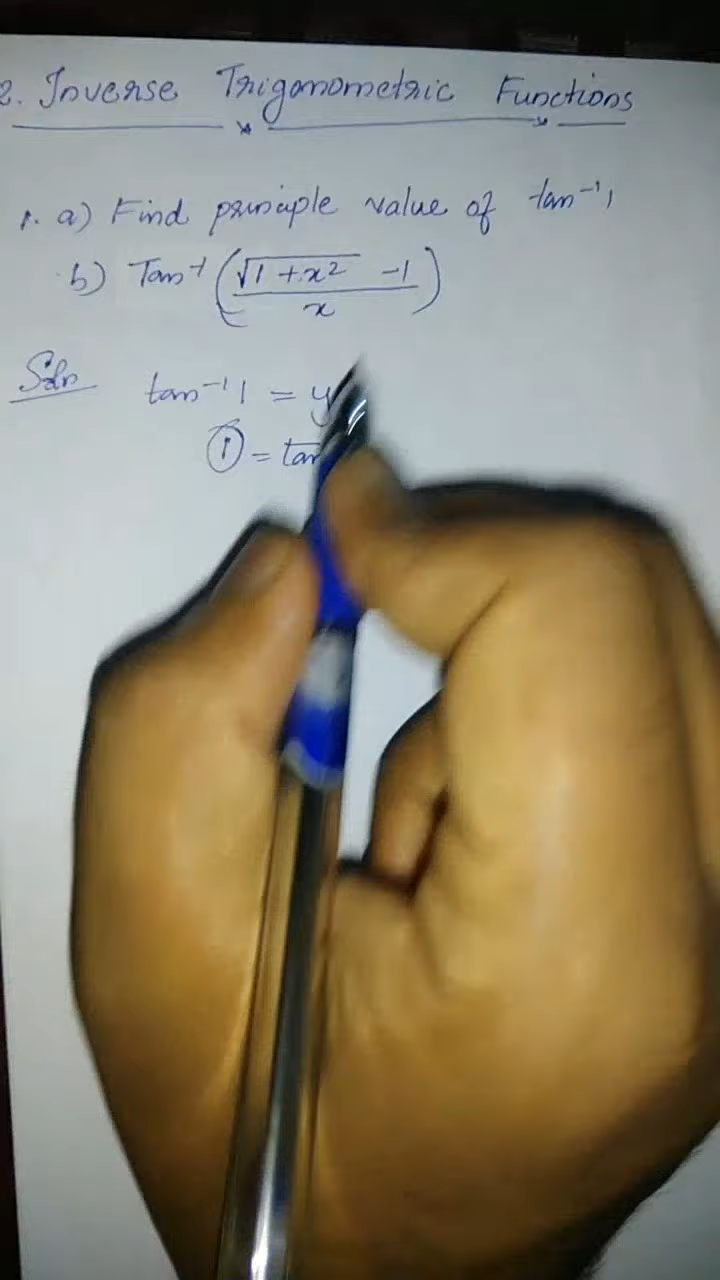 2. Inverse Trigonometric Functions
1. a) Find principle value of tan⁻¹1
b) Tan⁻¹ (√1 + x² - 1 / x)
Soln tan⁻¹1 = y
① = tan